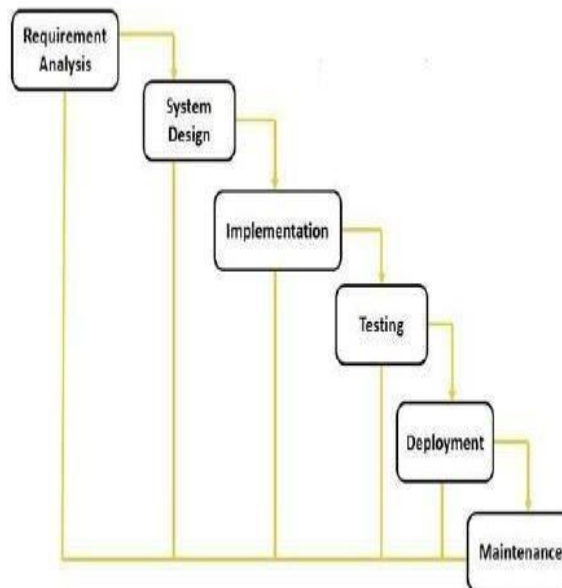 Requirement
Analysis
System
Design
Implementation
Testing
Deployment
Maintenance